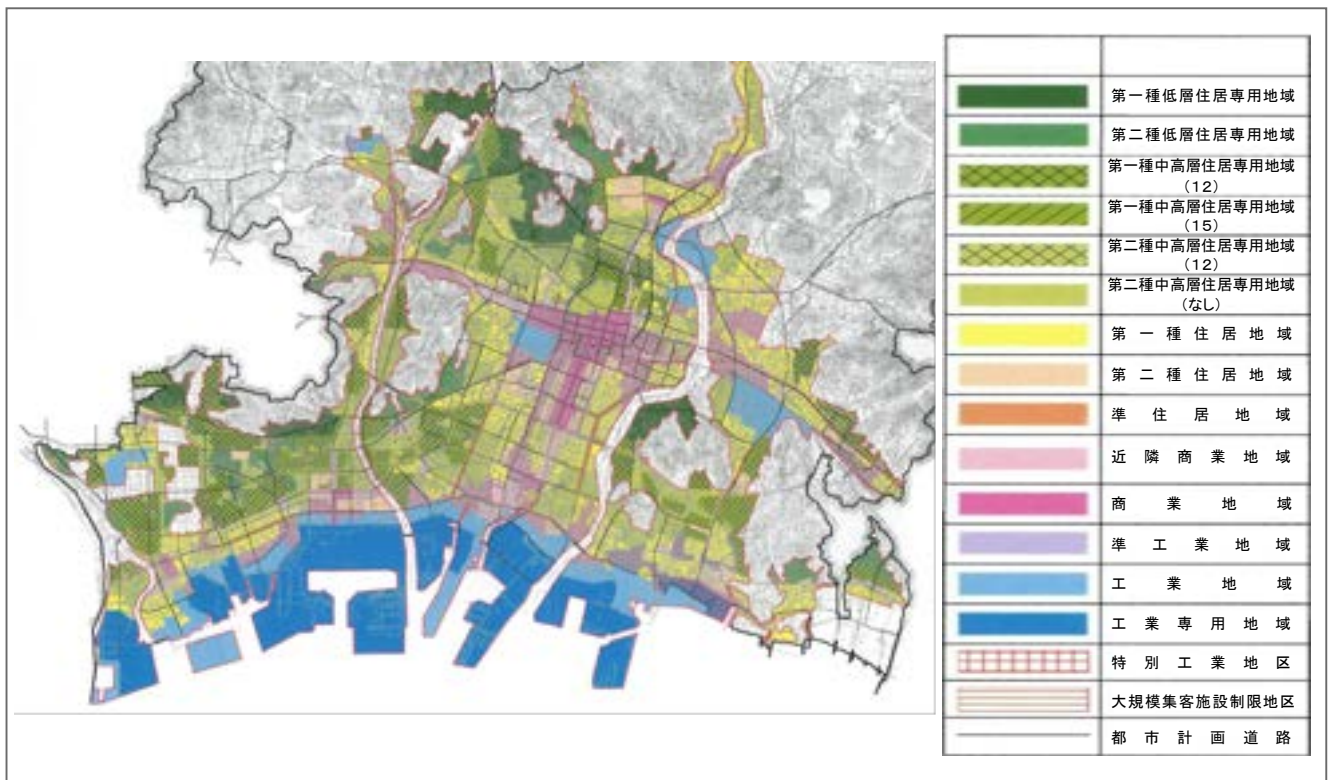 第一種低層住居専用地域
第二種低層住居専用地域
第一種中高層住居専用地域
(12)
第一種中高層住居専用地域
(15)
第二種中高層住居専用地域
(12)
第二種中高層住居専用地域
(なし)
第一種住居地域
第二種住居地域
準住居地域
近隣商業地域
商業地域
準工業地域
工業地域
工業専用地域
特別工業地区
大規模集客施設制限地区
都市計画道路